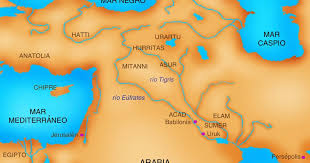 MAR NEGRO
MAR CASPIO
HATTI
URARTU
HURRITAS
ANATOLIA
MITANNI
ASUR
río Tigris
CHIPRE
río Eúfrates
MAR MEDITERRÁNEO
ACAD
ELAM
Babilonia
SUMER
Uruk
Jerusalén
EGIPTO
ARABIA
Persépolis